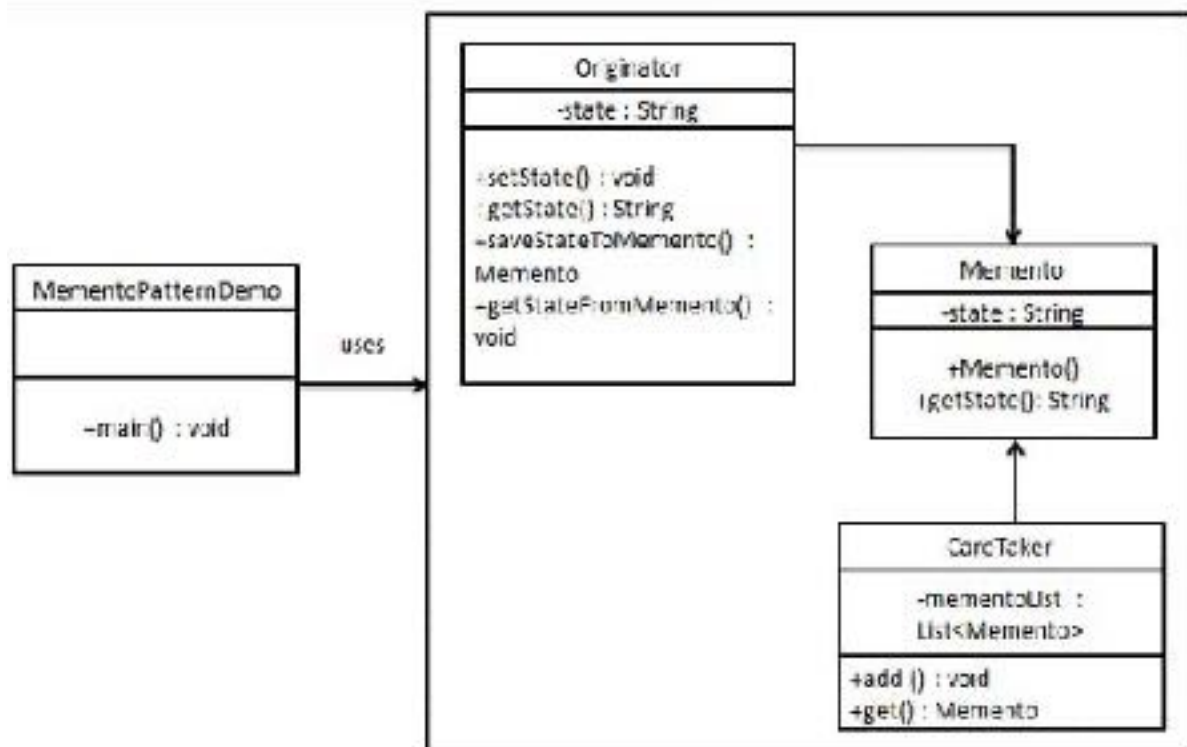 Originator
-state : String
+setState() : void
+getState() : String
+saveStateToMemento() :
Memento
+getStateFromMemento() :
void
MementoPatternDemo
+main() : void
uses
Memento
-state : String
+Memento()
+getState(): String
CareTaker
-mementoList :
List<Memento>
+add () : void
+get() : Memento